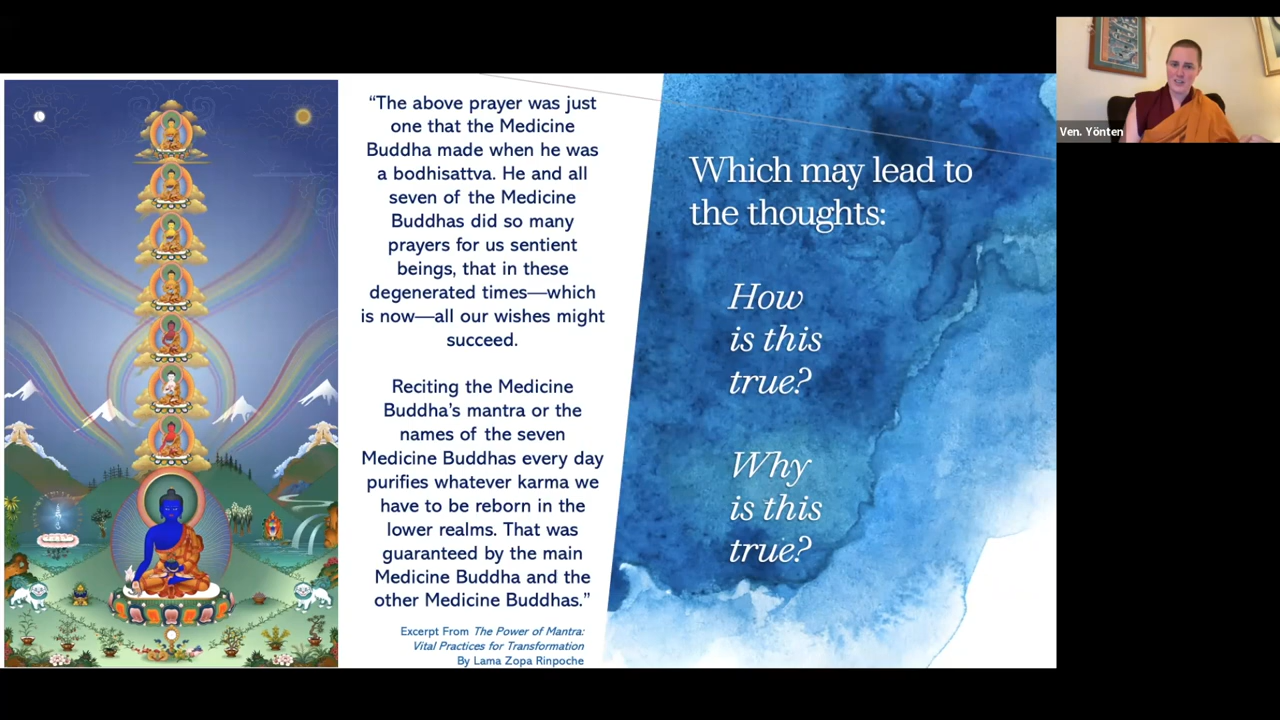 “The above prayer was just
one that the Medicine
Buddha made when he was
a bodhisattva. He and all
seven of the Medicine
Buddhas did so many
prayers for us sentient
beings, that in these
degenerated times—which
is now—all our wishes might
succeed.
Reciting the Medicine
Buddha’s mantra or the
names of the seven
Medicine Buddhas every day
purifies whatever karma we
have to be reborn in the
lower realms. That was
guaranteed by the main
Medicine Buddha and the
other Medicine Buddhas.”
Excerpt From The Power of Mantra:
Vital Practices for Transformation
By Lama Zopa Rinpoche
Which may lead to
the thoughts:
How
is this
true?
Why
is this
true?
Ven. Yönten